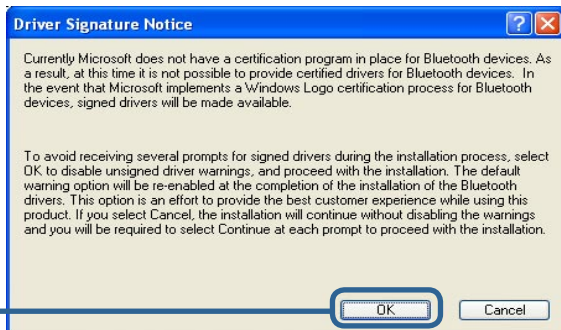 Driver Signature Notice
Currently Microsoft does not have a certification program in place for Bluetooth devices. As
a result, at this time it is not possible to provide certified drivers for Bluetooth devices. In
the event that Microsoft implements a Windows Logo certification process for Bluetooth
devices, signed drivers will be made available.
To avoid receiving several prompts for signed drivers during the installation process, select
OK to disable unsigned driver warnings, and proceed with the installation. The default
warning option will be re-enabled at the completion of the installation of the Bluetooth
drivers. This option is an effort to provide the best customer experience while using this
product. If you select Cancel, the installation will continue without disabling the warnings
and you will be required to select Continue at each prompt to proceed with the installation.
OK Cancel